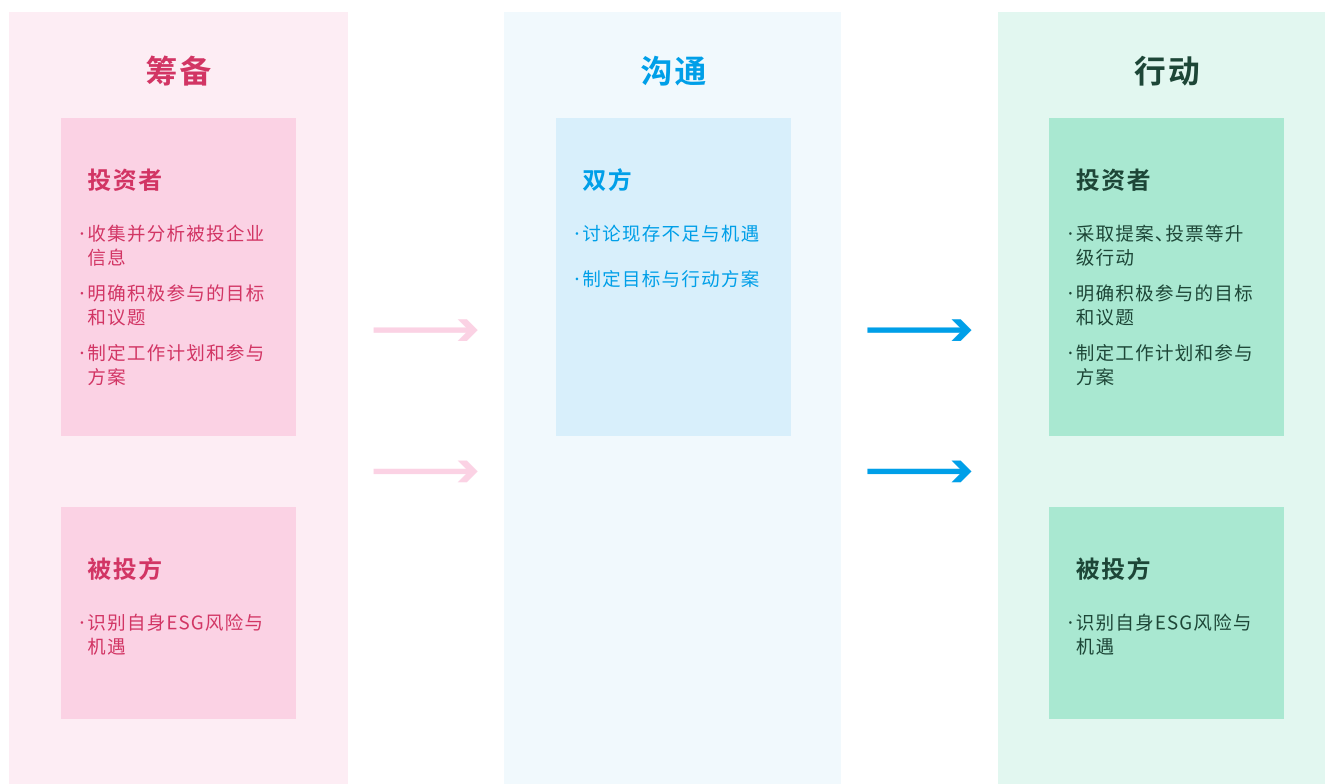 筹备
投资者
·收集并分析被投企业
信息
·明确积极参与的目标
和议题
·制定工作计划和参与
方案
被投方
·识别自身ESG风险与
机遇
沟通
双方
·讨论现存不足与机遇
·制定目标与行动方案
行动
投资者
·采取提案、投票等升
级行动
·明确积极参与的目标
和议题
·制定工作计划和参与
方案
被投方
·识别自身ESG风险与
机遇